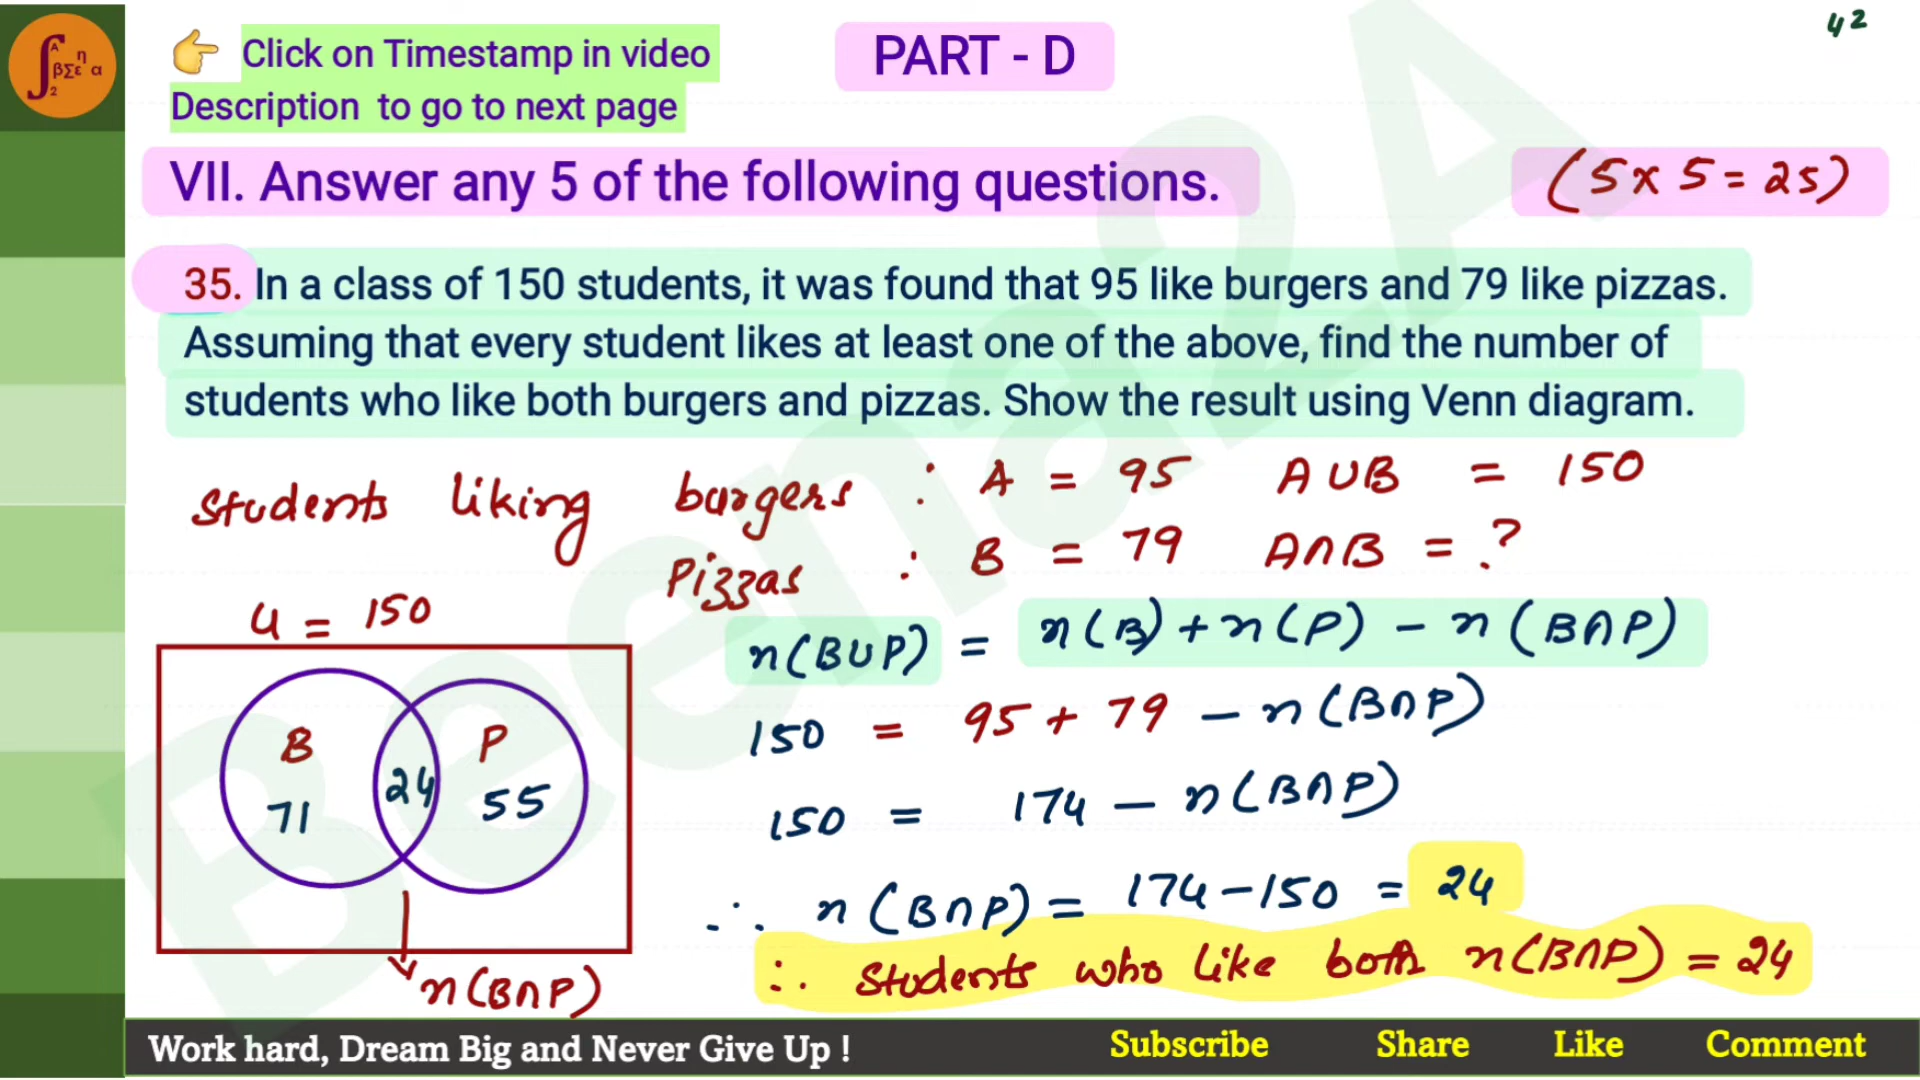 42
Click on Timestamp in video
Description to go to next page
PART - D
VII. Answer any 5 of the following questions.
(5 x 5 = 25)
35. In a class of 150 students, it was found that 95 like burgers and 79 like pizzas.
Assuming that every student likes at least one of the above, find the number of
students who like both burgers and pizzas. Show the result using Venn diagram.
Students liking burgers : A = 95 A∪B = 150
Pizzas : B = 79 A∩B = ?
U = 150
n(B∪P) = n(B) + n(P) - n(B∩P)
150 = 95 + 79 - n(B∩P)
B P
71 24 55
150 = 174 - n(B∩P)
∴ n(B∩P) = 174 - 150 = 24
∴ Students who like both n(B∩P) = 24
n(B∩P)
Work hard, Dream Big and Never Give Up !
Subscribe Share Like Comment
Beena2A
A η
βΣε α
2